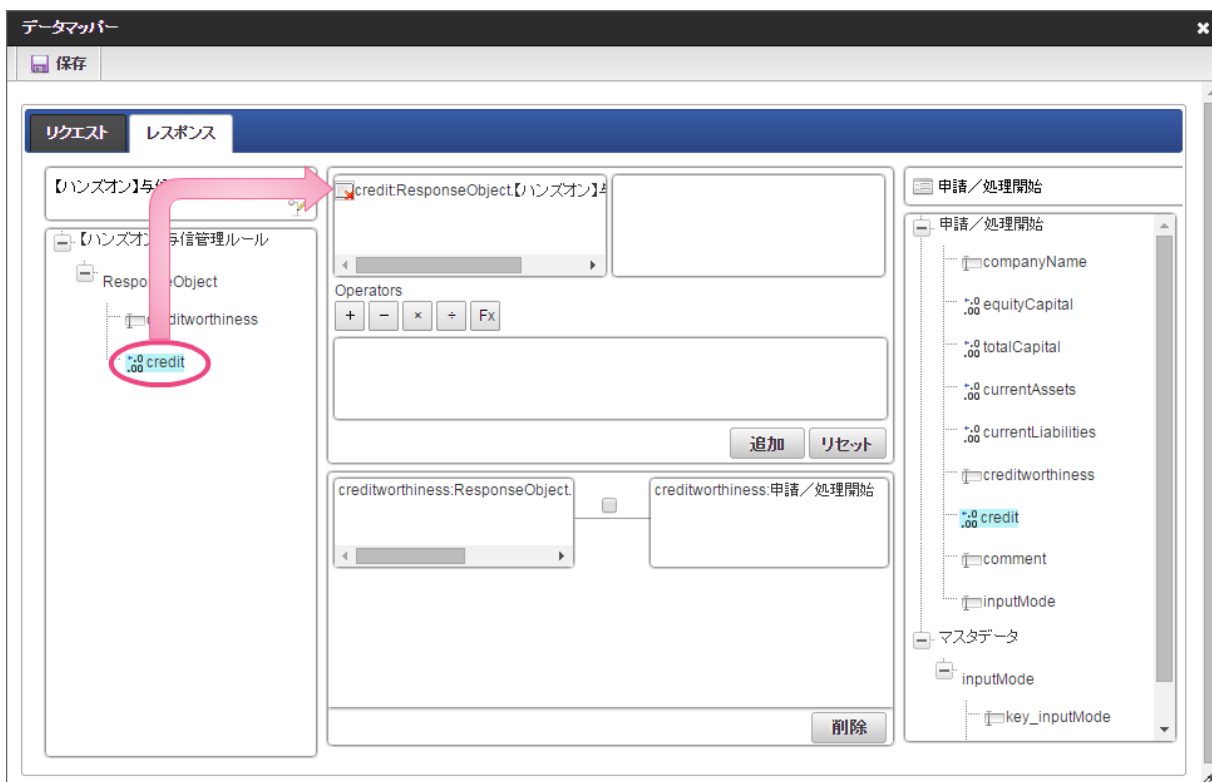 データマッパー
保存
リクエスト
レスポンス
【ハンズオン】与
【ハンズオン 与信管理ルール
ResponseObject
creditworthiness
credit
credit:ResponseObject.【ハンズオン】与
Operators
+ − × ÷ Fx
追加
リセット
creditworthiness:ResponseObject.
creditworthiness:申請／処理開始
削除
申請／処理開始
申請／処理開始
companyName
equityCapital
totalCapital
currentAssets
currentLiabilities
creditworthiness
credit
comment
inputMode
マスタデータ
inputMode
key_inputMode